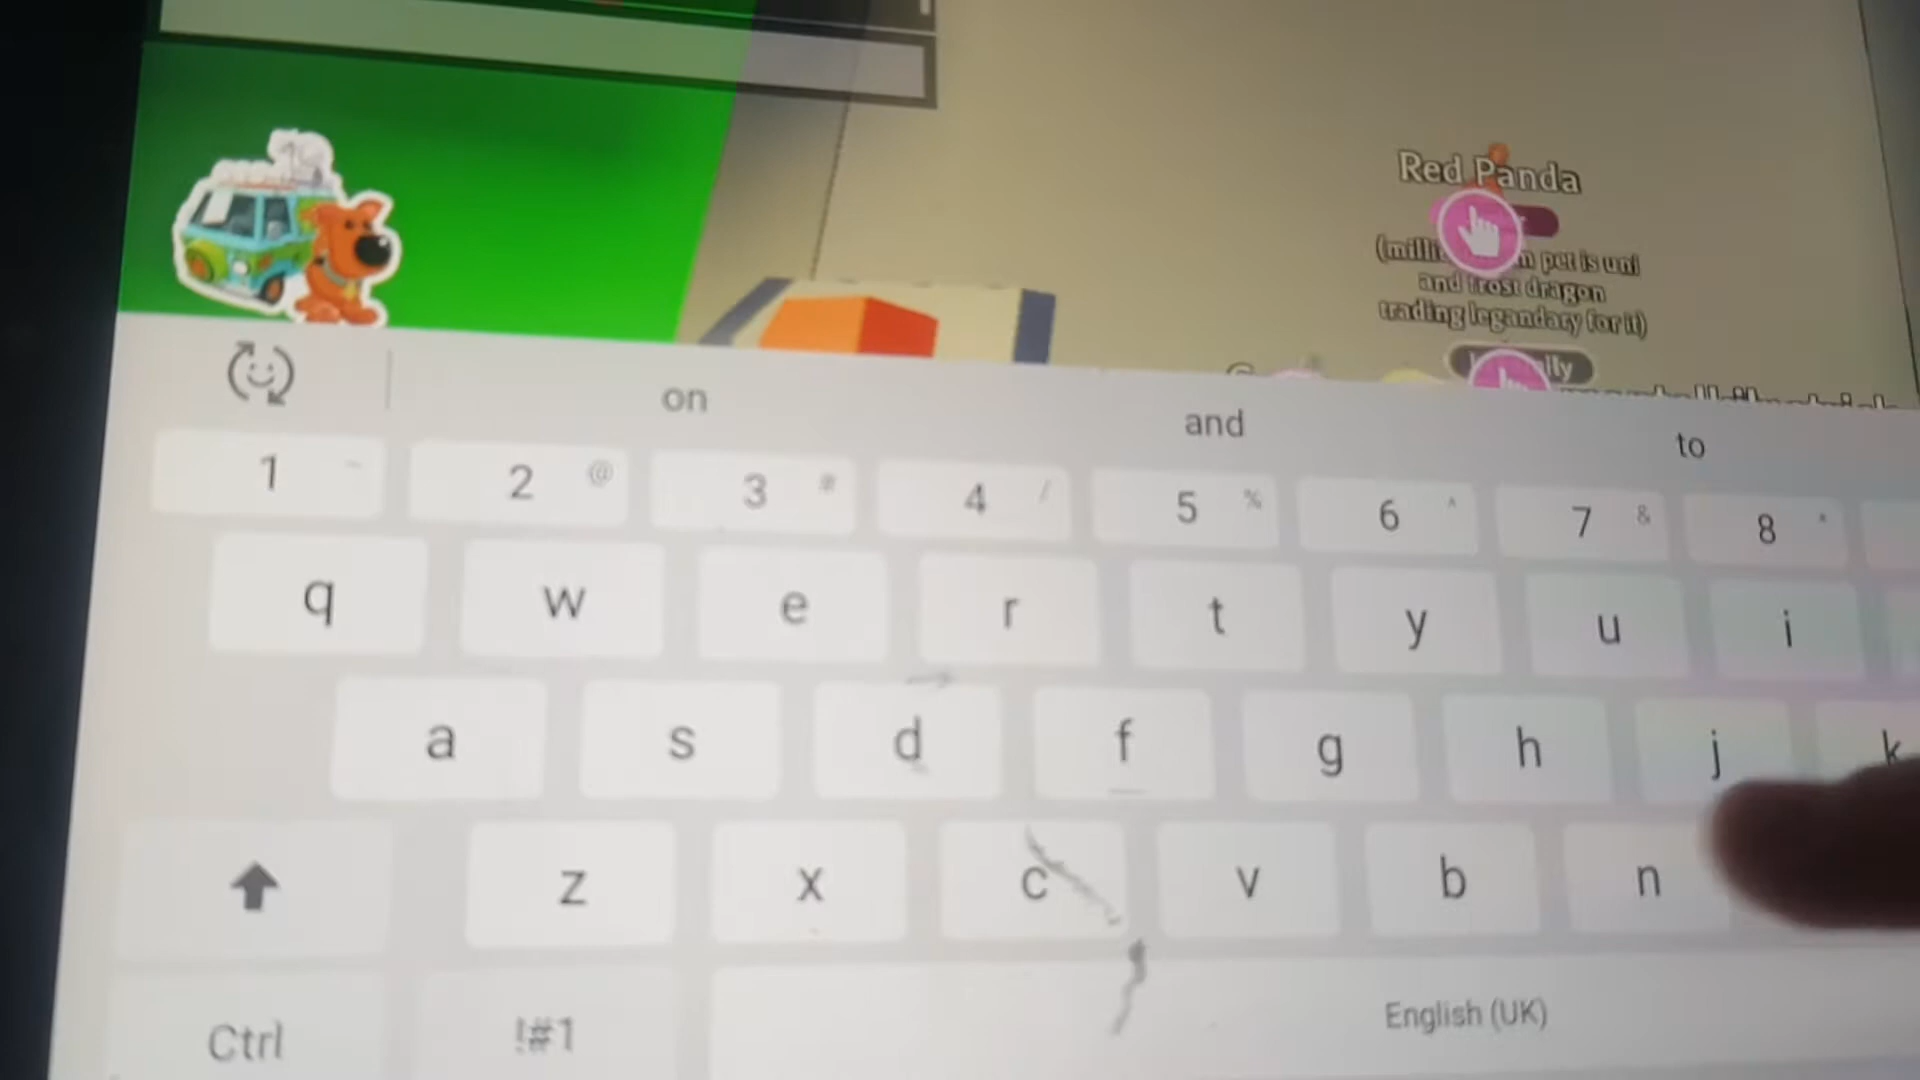 Red Panda
pet is uni
and frost dragon
trading legandary for it)
on and to
1 2 @ 3 # 4 / 5 % 6 ^ 7 & 8 *
q w e r t y u i
a s d f g h j k
z x c v b n
Ctrl !#1 English (UK)